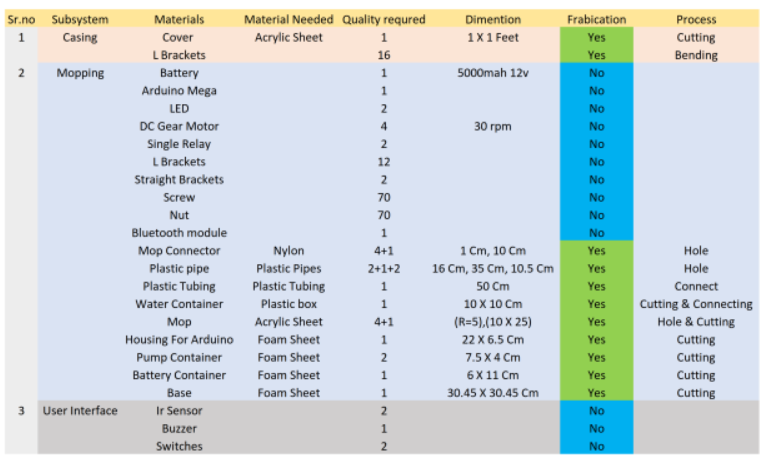 Sr.no Subsystem Materials Material Needed Quality requred Dimention Frabication Process
1 Casing Cover Acrylic Sheet 1 1 X 1 Feet Yes Cutting
L Brackets 16 Yes Bending
2 Mopping Battery 1 5000mah 12v No
Arduino Mega 1 No
LED 2 No
DC Gear Motor 4 30 rpm No
Single Relay 2 No
L Brackets 12 No
Straight Brackets 2 No
Screw 70 No
Nut 70 No
Bluetooth module 1 No
Mop Connector Nylon 4+1 1 Cm, 10 Cm Yes Hole
Plastic pipe Plastic Pipes 2+1+2 16 Cm, 35 Cm, 10.5 Cm Yes Hole
Plastic Tubing Plastic Tubing 1 50 Cm Yes Connect
Water Container Plastic box 1 10 X 10 Cm Yes Cutting & Connecting
Mop Acrylic Sheet 4+1 (R=5),(10 X 25) Yes Hole & Cutting
Housing For Arduino Foam Sheet 1 22 X 6.5 Cm Yes Cutting
Pump Container Foam Sheet 2 7.5 X 4 Cm Yes Cutting
Battery Container Foam Sheet 1 6 X 11 Cm Yes Cutting
Base Foam Sheet 1 30.45 X 30.45 Cm Yes Cutting
3 User Interface Ir Sensor 2 No
Buzzer 1 No
Switches 2 No